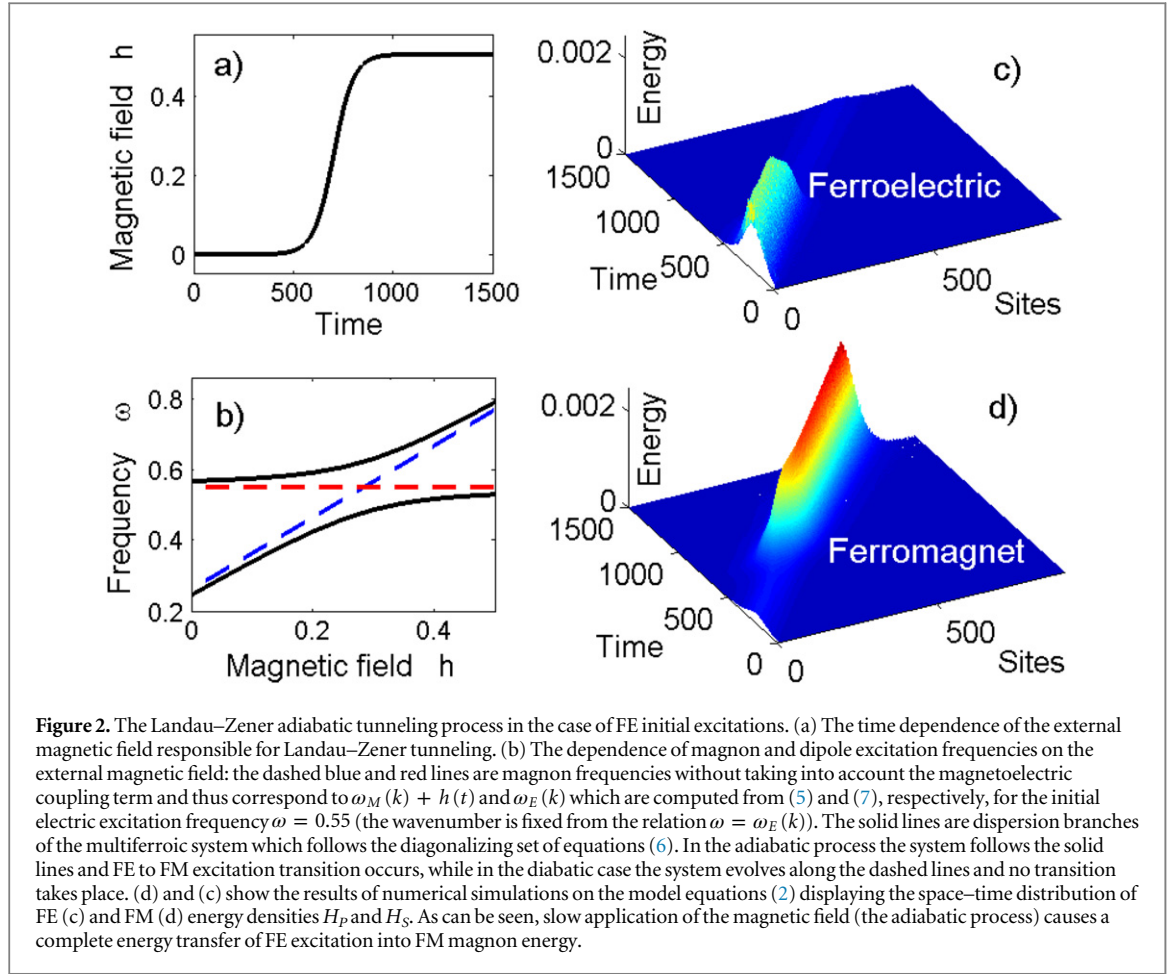 a)
Magnetic field h
0.4
0.2
0
0 500 1000 1500
Time
c)
Energy
0.002
0
1500
1000
Time 500
0 0
500
Sites
Ferroelectric
b)
Frequency ω
0.8
0.6
0.4
0.2
0 0.2 0.4
Magnetic field h
d)
Energy
0.002
0
1500
1000
500
Time
0 0
500
Sites
Ferromagnet
Figure 2. The Landau–Zener adiabatic tunneling process in the case of FE initial excitations. (a) The time dependence of the external
magnetic field responsible for Landau–Zener tunneling. (b) The dependence of magnon and dipole excitation frequencies on the
external magnetic field: the dashed blue and red lines are magnon frequencies without taking into account the magnetoelectric
coupling term and thus correspond to ω_M (k) + h (t) and ω_E (k) which are computed from (5) and (7), respectively, for the initial
electric excitation frequency ω = 0.55 (the wavenumber is fixed from the relation ω = ω_E (k)). The solid lines are dispersion branches
of the multiferroic system which follows the diagonalizing set of equations (6). In the adiabatic process the system follows the solid
lines and FE to FM excitation transition occurs, while in the diabatic case the system evolves along the dashed lines and no transition
takes place. (d) and (c) show the results of numerical simulations on the model equations (2) displaying the space–time distribution of
FE (c) and FM (d) energy densities H_P and H_S. As can be seen, slow application of the magnetic field (the adiabatic process) causes a
complete energy transfer of FE excitation into FM magnon energy.